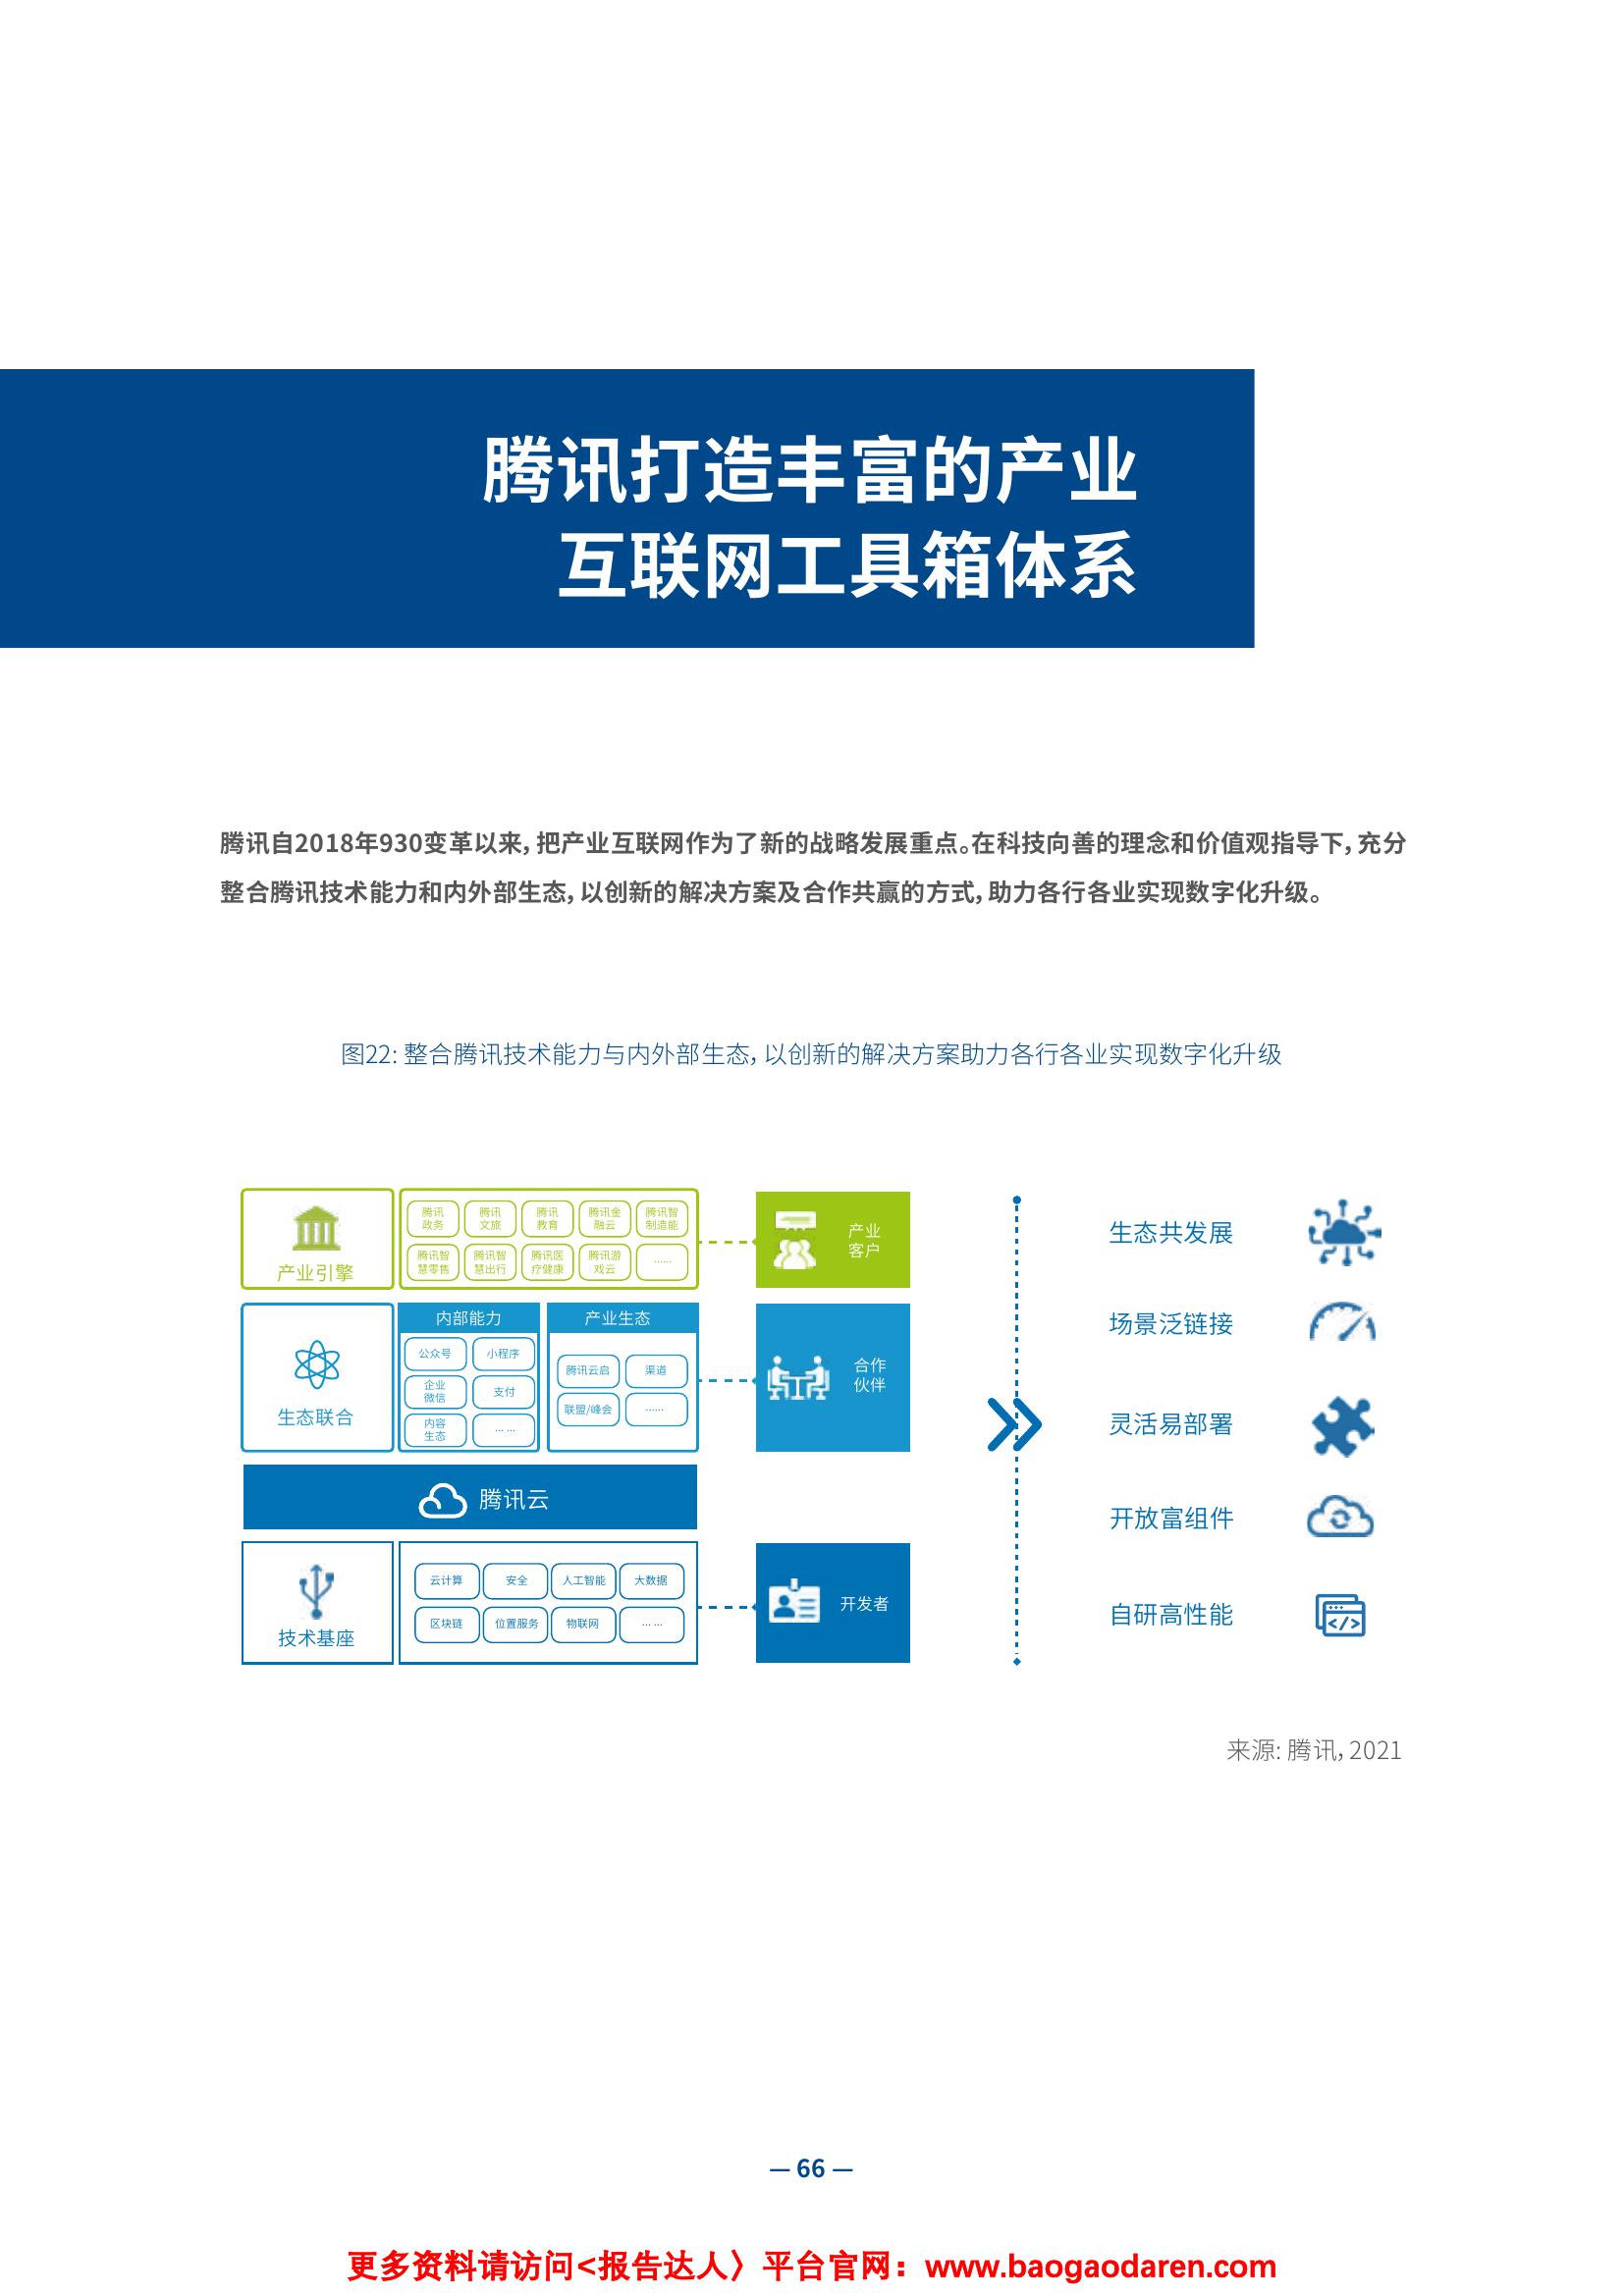 腾讯打造丰富的产业
互联网工具箱体系
腾讯自2018年930变革以来，把产业互联网作为了新的战略发展重点。在科技向善的理念和价值观指导下，充分
整合腾讯技术能力和内外部生态，以创新的解决方案及合作共赢的方式，助力各行各业实现数字化升级。
图22: 整合腾讯技术能力与内外部生态，以创新的解决方案助力各行各业实现数字化升级
产业引擎
腾讯
政务
腾讯
文旅
腾讯
教育
腾讯金
融云
腾讯智
制造能
腾讯智
慧零售
腾讯智
慧出行
腾讯医
疗健康
腾讯游
戏云
……
产业
客户
生态联合
内部能力
公众号
小程序
企业
微信
支付
内容
生态
… …
产业生态
腾讯云启
渠道
联盟/峰会
……
合作
伙伴
腾讯云
技术基座
云计算
安全
人工智能
大数据
区块链
位置服务
物联网
… …
开发者
生态共发展
场景泛链接
灵活易部署
开放富组件
自研高性能
</>
来源: 腾讯，2021
— 66 —
更多资料请访问<报告达人〉平台官网：www.baogaodaren.com